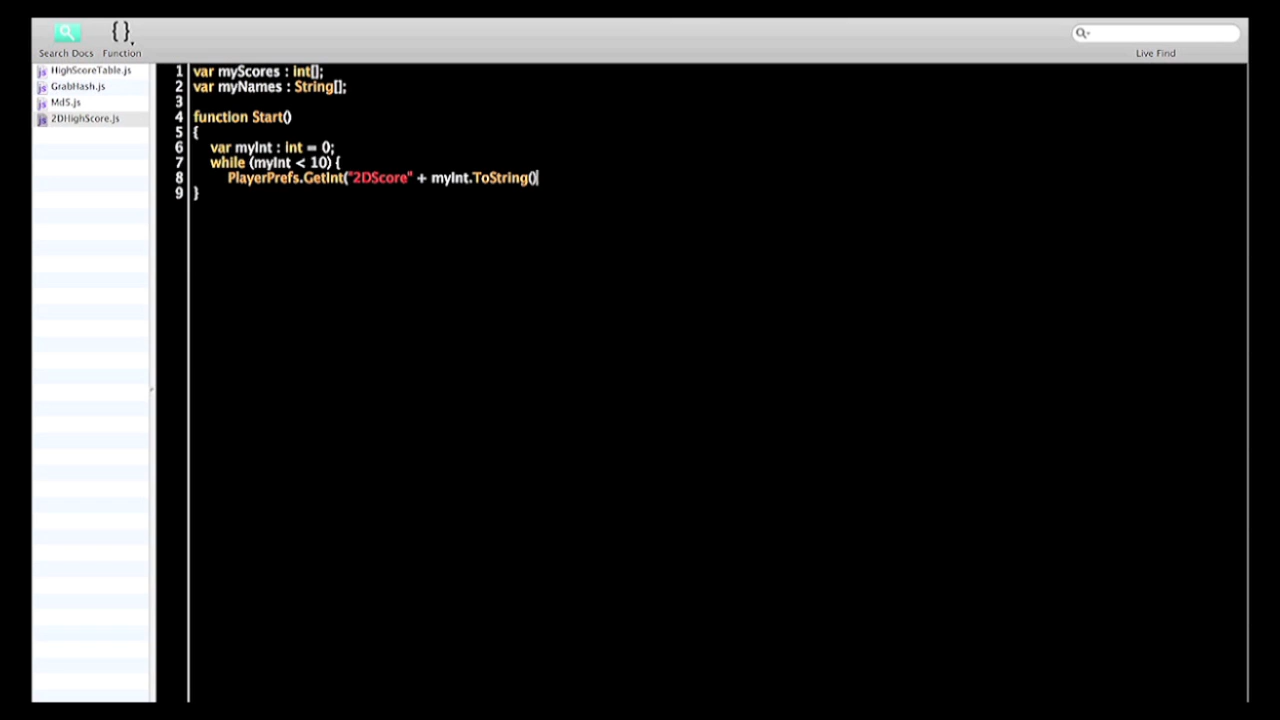 Search Docs
Function
Live Find
HighScoreTable.js
GrabHash.js
Md5.js
2DHighScore.js
1 var myScores : int[];
2 var myNames : String[];
3
4 function Start()
5 {
6 var myInt : int = 0;
7 while (myInt < 10) {
8 PlayerPrefs.GetInt("2DScore" + myInt.ToString()
9 }